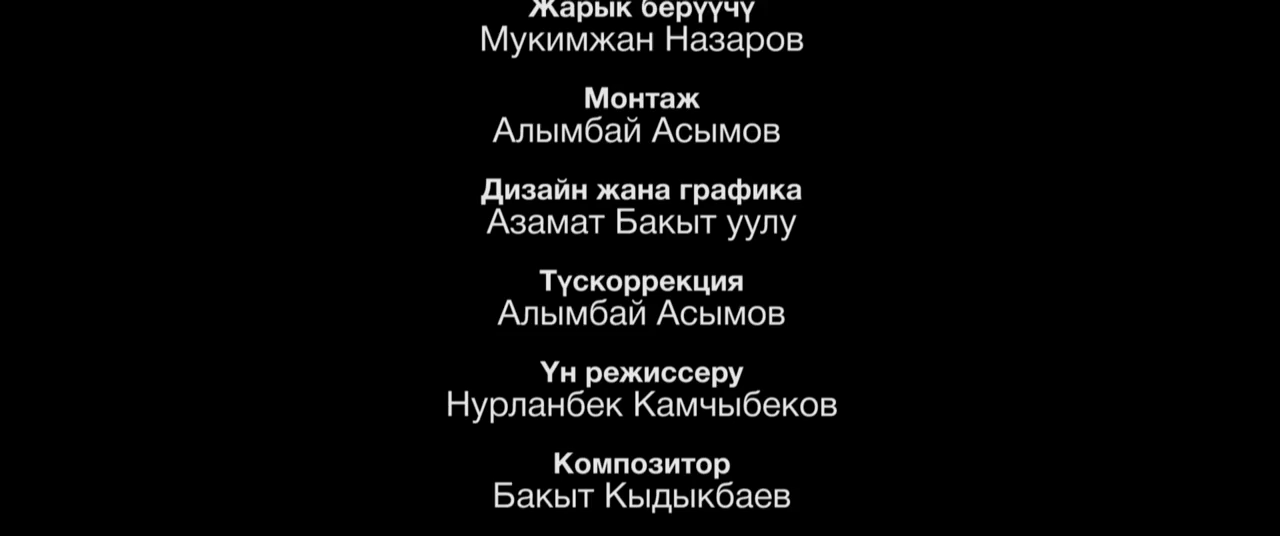 Жарык берүүчү
Мукимжан Назаров
Монтаж
Алымбай Асымов
Дизайн жана графика
Азамат Бакыт уулу
Түскоррекция
Алымбай Асымов
Үн режиссеру
Нурланбек Камчыбеков
Композитор
Бакыт Кыдыкбаев